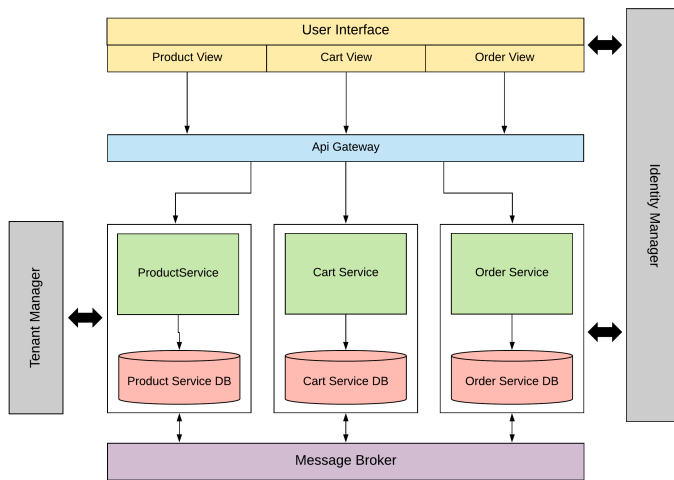 User Interface
Product View
Cart View
Order View
Api Gateway
Identity Manager
Tenant Manager
ProductService
Cart Service
Order Service
Product Service DB
Cart Service DB
Order Service DB
Message Broker